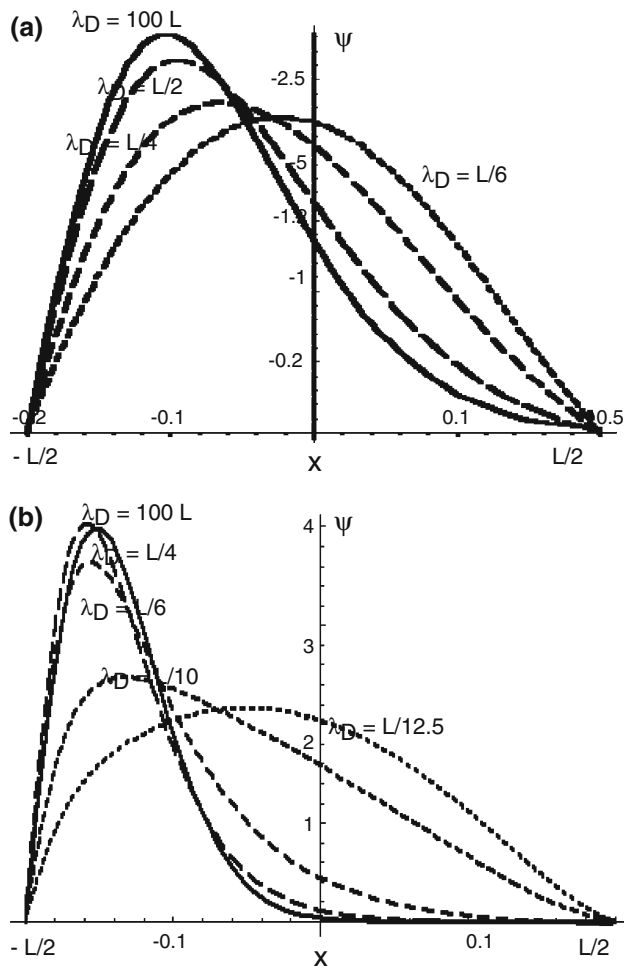 (a)
λD = 100 L
ψ
-2.5
λD = L/2
λD = L/4
-5
λD = L/6
-1.2
-1
-0.2
-0.2
-0.1
0.1
0.5
- L/2
x
L/2
(b)
λD = 100 L
ψ
4
λD = L/4
λD = L/6
3
λD = L/10
λD = L/12.5
2
1
- L/2
-0.1
x
0.1
L/2